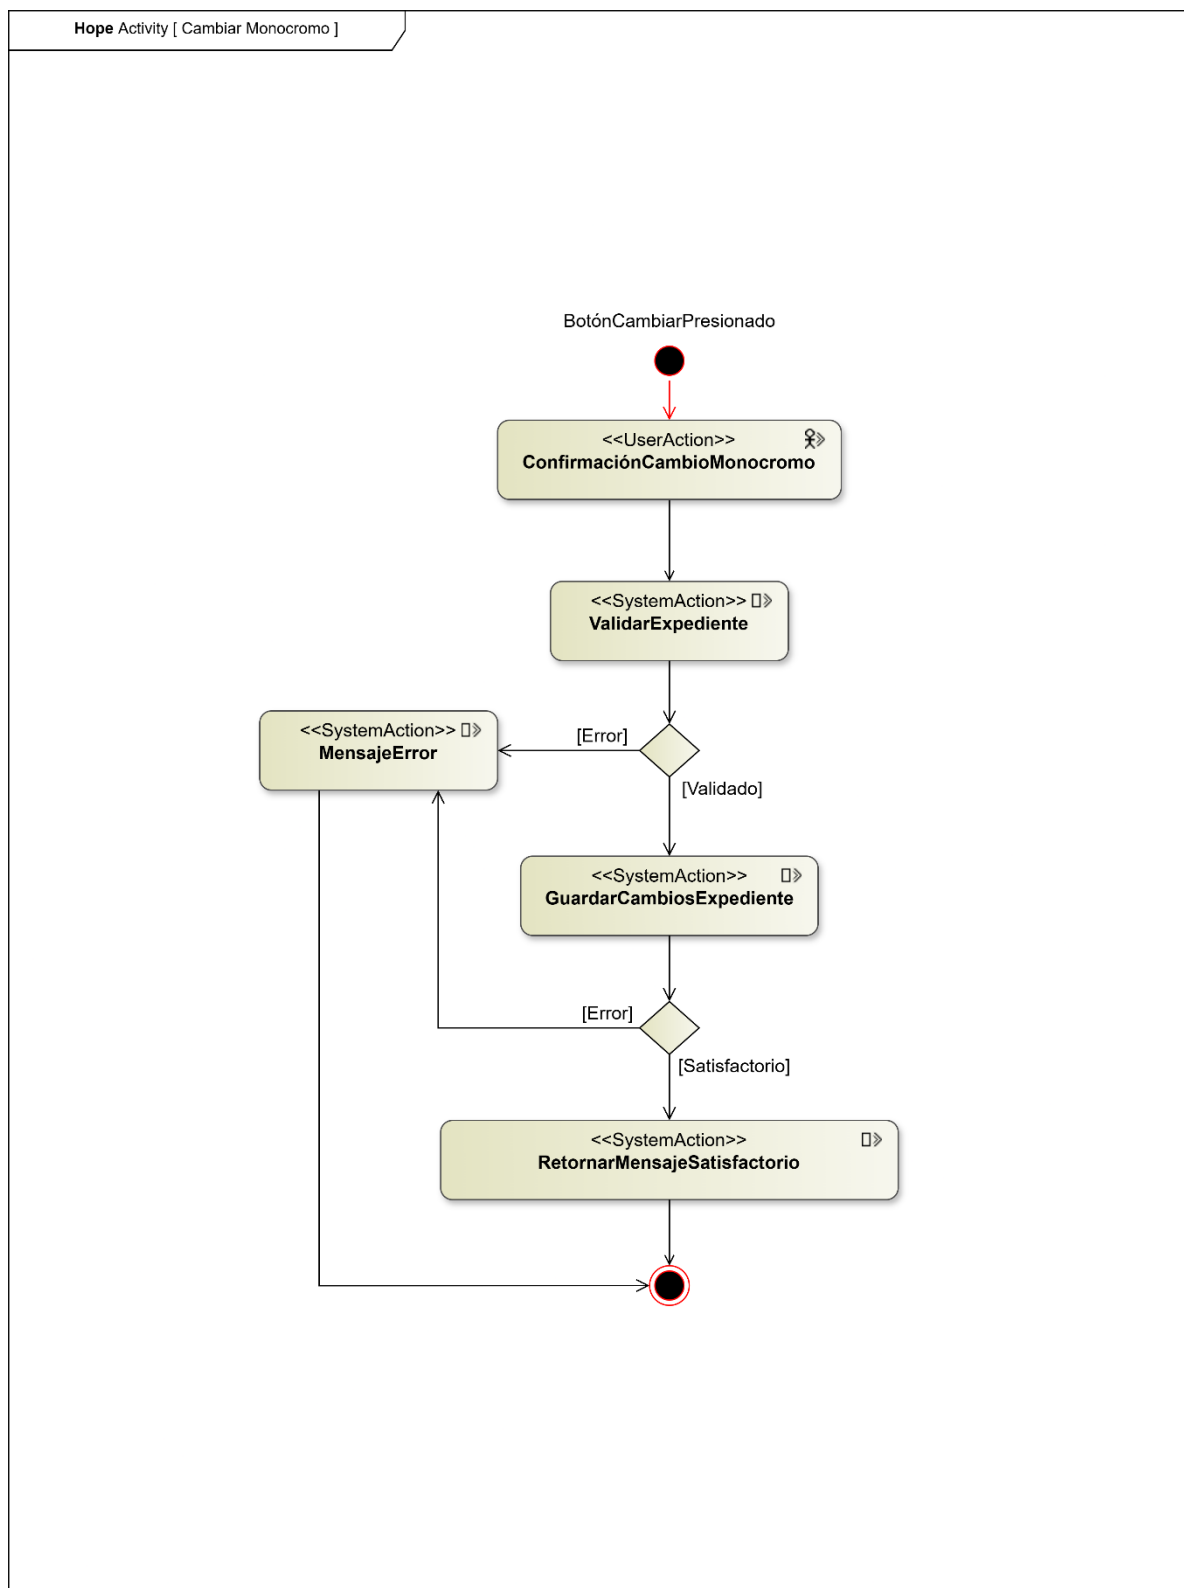 Hope Activity [ Cambiar Monocromo ]
BotónCambiarPresionado
<<UserAction>>
ConfirmaciónCambioMonocromo
<<SystemAction>>
ValidarExpediente
<<SystemAction>>
MensajeError
[Error]
[Validado]
<<SystemAction>>
GuardarCambiosExpediente
[Error]
[Satisfactorio]
<<SystemAction>>
RetornarMensajeSatisfactorio